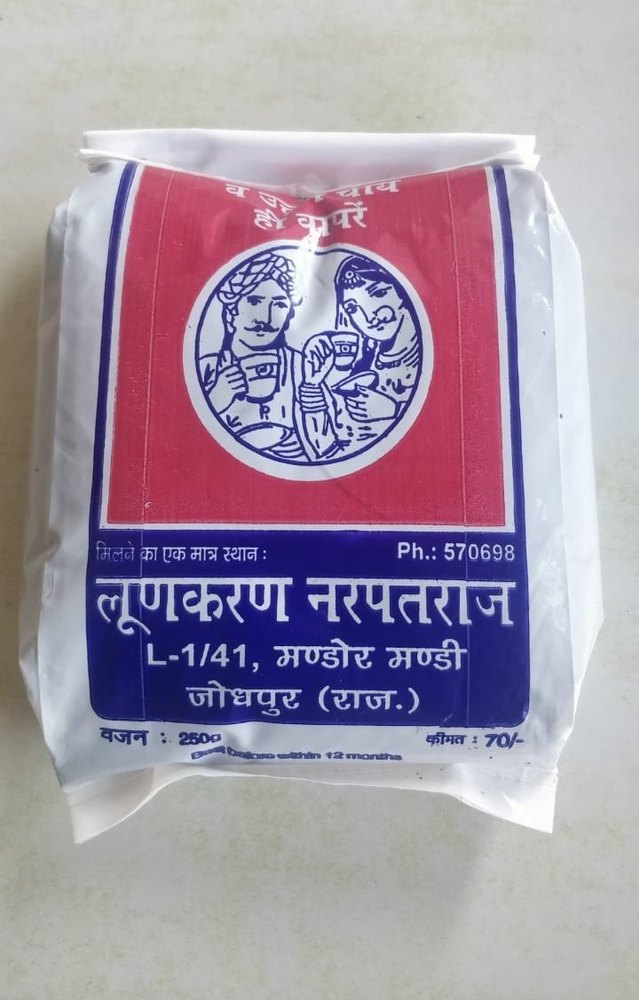 व चाय
ही वापरें
मिलने का एक मात्र स्थान : Ph.: 570698
लूणकरण नरपतराज
L-1/41, मण्डोर मण्डी
जोधपुर (राज.)
वजन : 250g कीमत : 70/-
Best before within 12 months